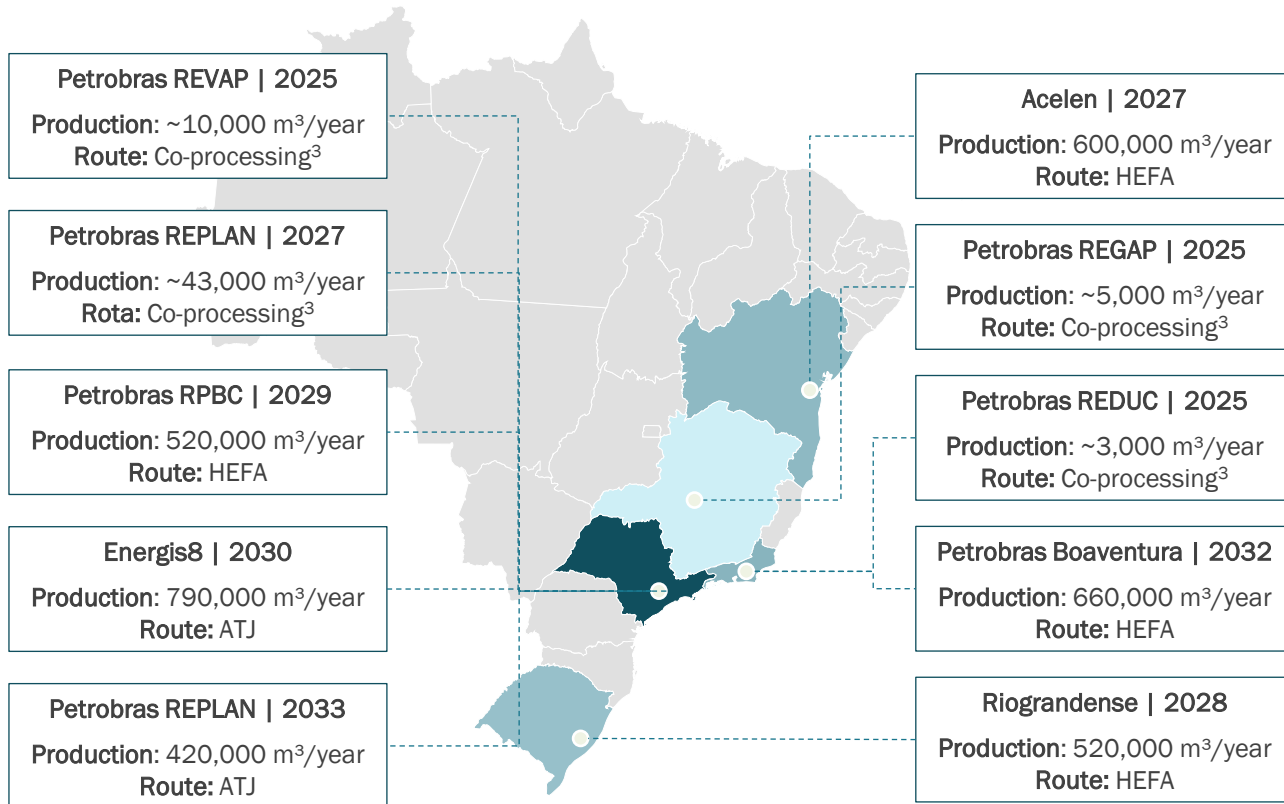 Petrobras REVAP | 2025
Production: ~10,000 m³/year
Route: Co-processing³
Petrobras REPLAN | 2027
Production: ~43,000 m³/year
Rota: Co-processing³
Petrobras RPBC | 2029
Production: 520,000 m³/year
Route: HEFA
Energis8 | 2030
Production: 790,000 m³/year
Route: ATJ
Petrobras REPLAN | 2033
Production: 420,000 m³/year
Route: ATJ
Acelen | 2027
Production: 600,000 m³/year
Route: HEFA
Petrobras REGAP | 2025
Production: ~5,000 m³/year
Route: Co-processing³
Petrobras REDUC | 2025
Production: ~3,000 m³/year
Route: Co-processing³
Petrobras Boaventura | 2032
Production: 660,000 m³/year
Route: HEFA
Riograndense | 2028
Production: 520,000 m³/year
Route: HEFA